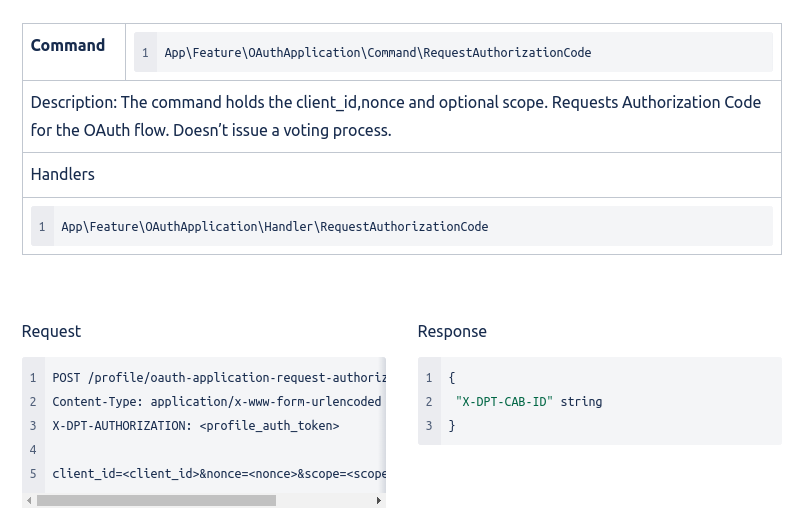 Command
1 App\Feature\OAuthApplication\Command\RequestAuthorizationCode
Description: The command holds the client_id,nonce and optional scope. Requests Authorization Code
for the OAuth flow. Doesn’t issue a voting process.
Handlers
1 App\Feature\OAuthApplication\Handler\RequestAuthorizationCode
Request
1 POST /profile/oauth-application-request-authoriz
2 Content-Type: application/x-www-form-urlencoded
3 X-DPT-AUTHORIZATION: <profile_auth_token>
4
5 client_id=<client_id>&nonce=<nonce>&scope=<scope
Response
1 {
2 "X-DPT-CAB-ID" string
3 }